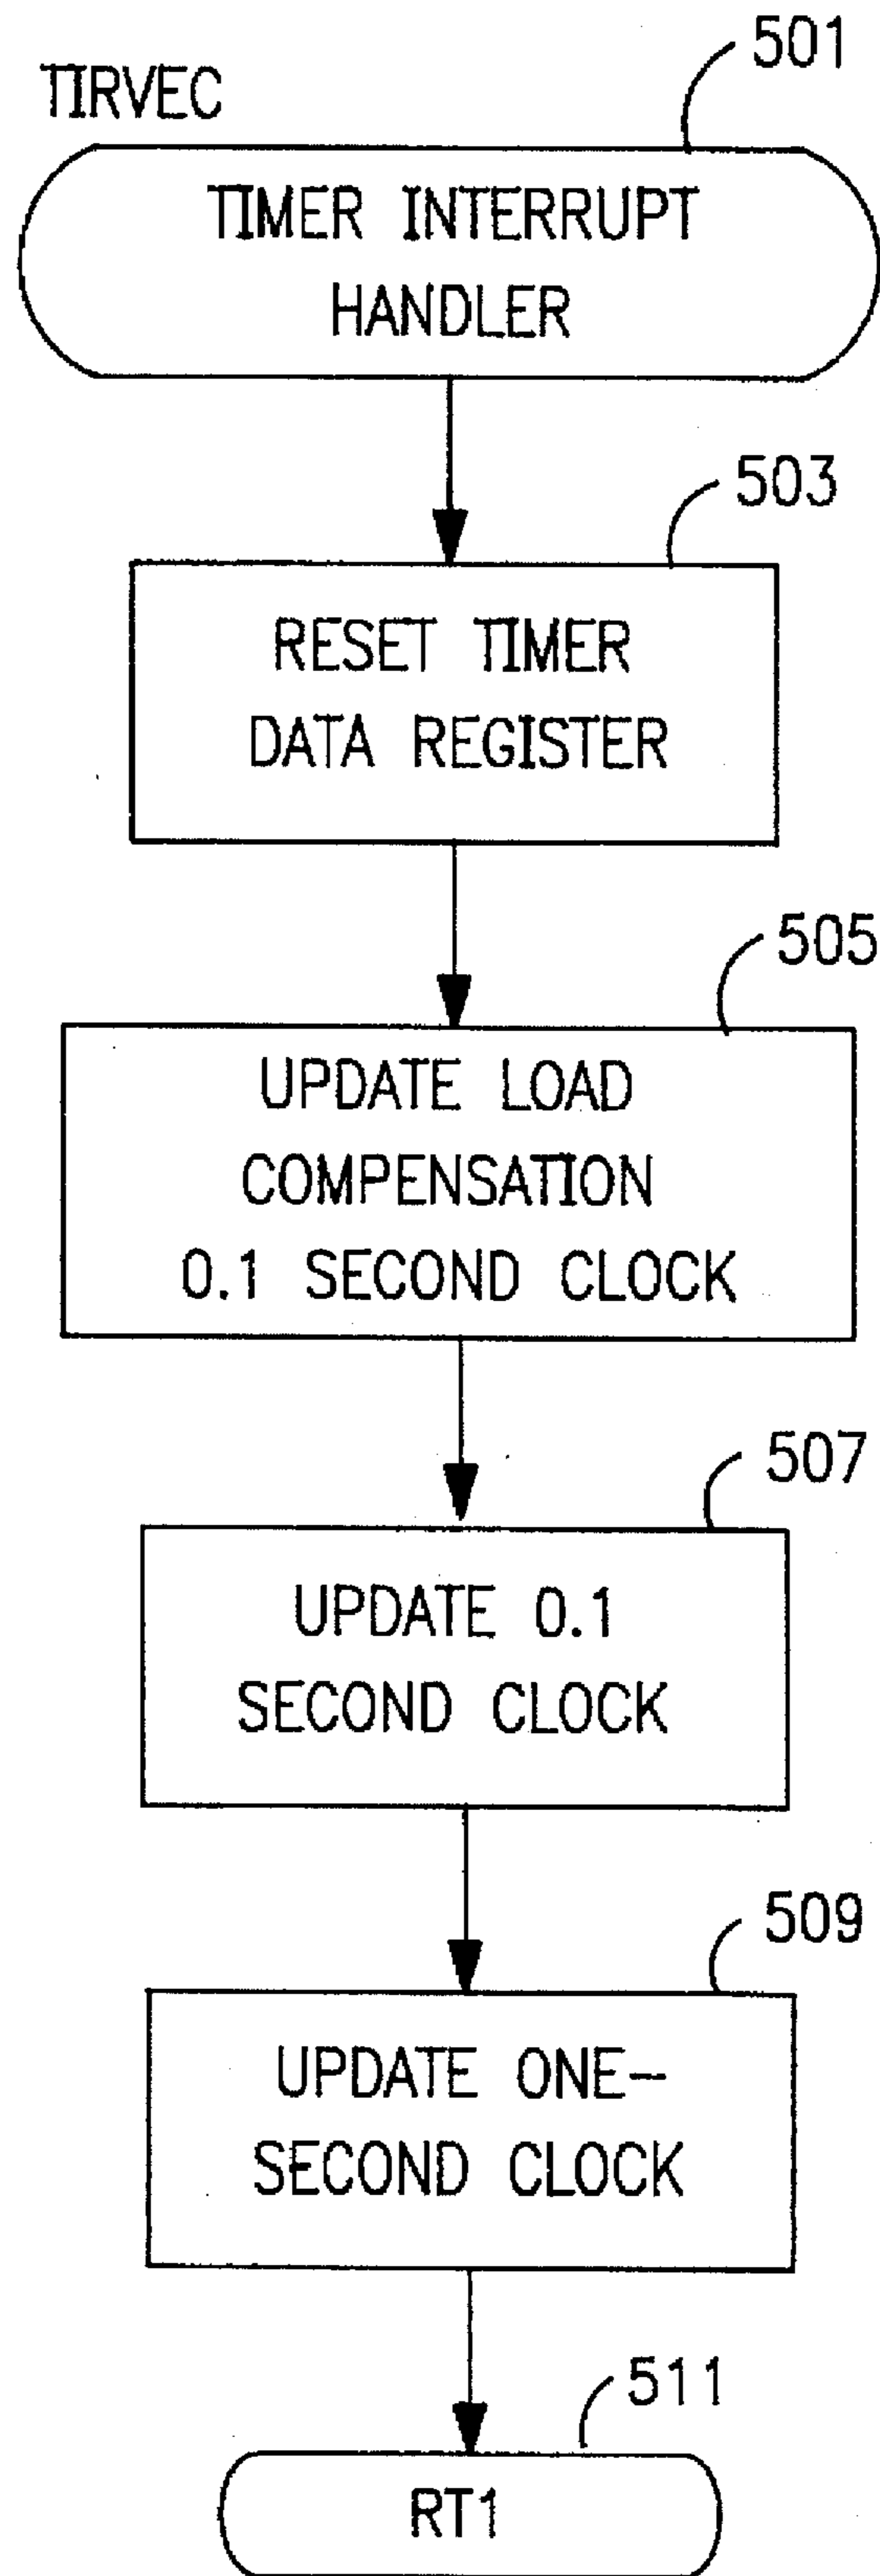 501
TIRVEC
TIMER INTERRUPT
HANDLER
503
RESET TIMER
DATA REGISTER
505
UPDATE LOAD
COMPENSATION
0.1 SECOND CLOCK
507
UPDATE 0.1
SECOND CLOCK
509
UPDATE ONE-
SECOND CLOCK
511
RT1